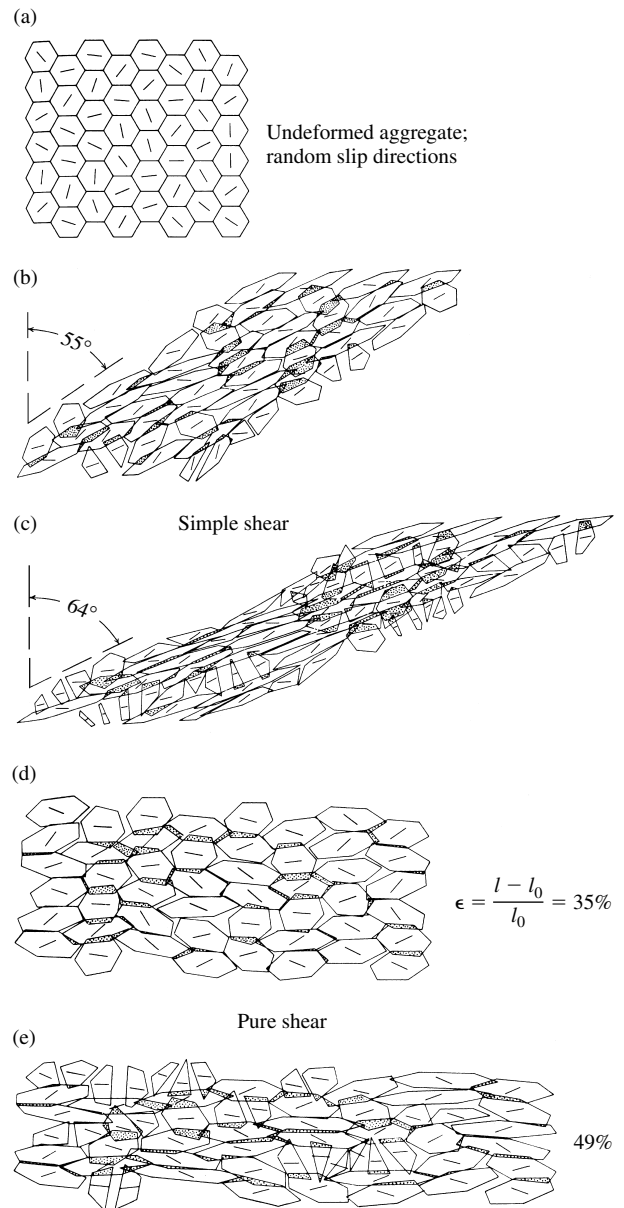 (a)
Undeformed aggregate;
random slip directions
(b)
55°
(c)
Simple shear
64°
(d)
ϵ = (l − l₀)/l₀ = 35%
Pure shear
(e)
49%